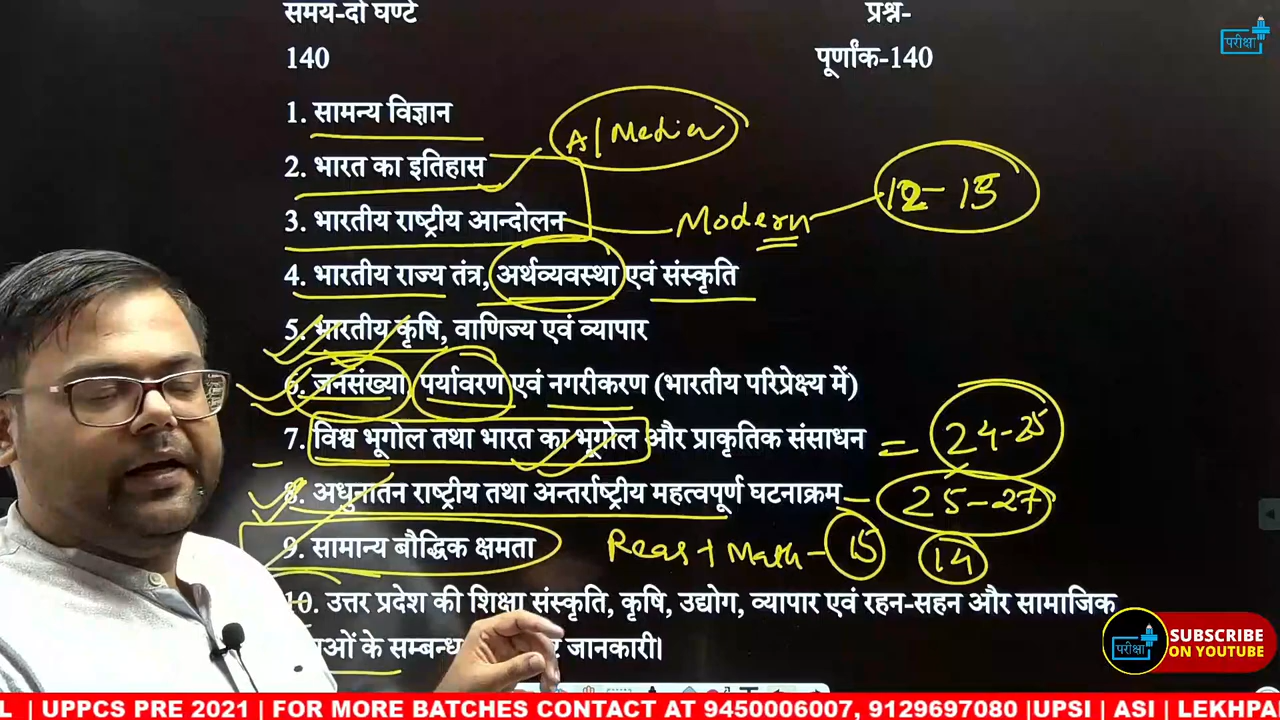 समय-दो घण्टे
प्रश्न-
परीक्षा
140
पूर्णांक-140
1. सामन्य विज्ञान
A/Media
2. भारत का इतिहास
12-15
3. भारतीय राष्ट्रीय आन्दोलन
Modern
4. भारतीय राज्य तंत्र, अर्थव्यवस्था एवं संस्कृति
5. भारतीय कृषि, वाणिज्य एवं व्यापार
6. जनसंख्या पर्यावरण एवं नगरीकरण (भारतीय परिप्रेक्ष्य में)
7. विश्व भूगोल तथा भारत का भूगोल और प्राकृतिक संसाधन = 24-25
8. अधुनातन राष्ट्रीय तथा अन्तर्राष्ट्रीय महत्वपूर्ण घटनाक्रम 25-27
9. सामान्य बौद्धिक क्षमता Reas + Math - 15 14
10. उत्तर प्रदेश की शिक्षा संस्कृति, कृषि, उद्योग, व्यापार एवं रहन-सहन और सामाजिक
के सम्बन्ध जानकारी।
परीक्षा
SUBSCRIBE
ON YOUTUBE
L | UPPCS PRE 2021 | FOR MORE BATCHES CONTACT AT 9450006007, 9129697080 |UPSI | ASI | LEKHPA